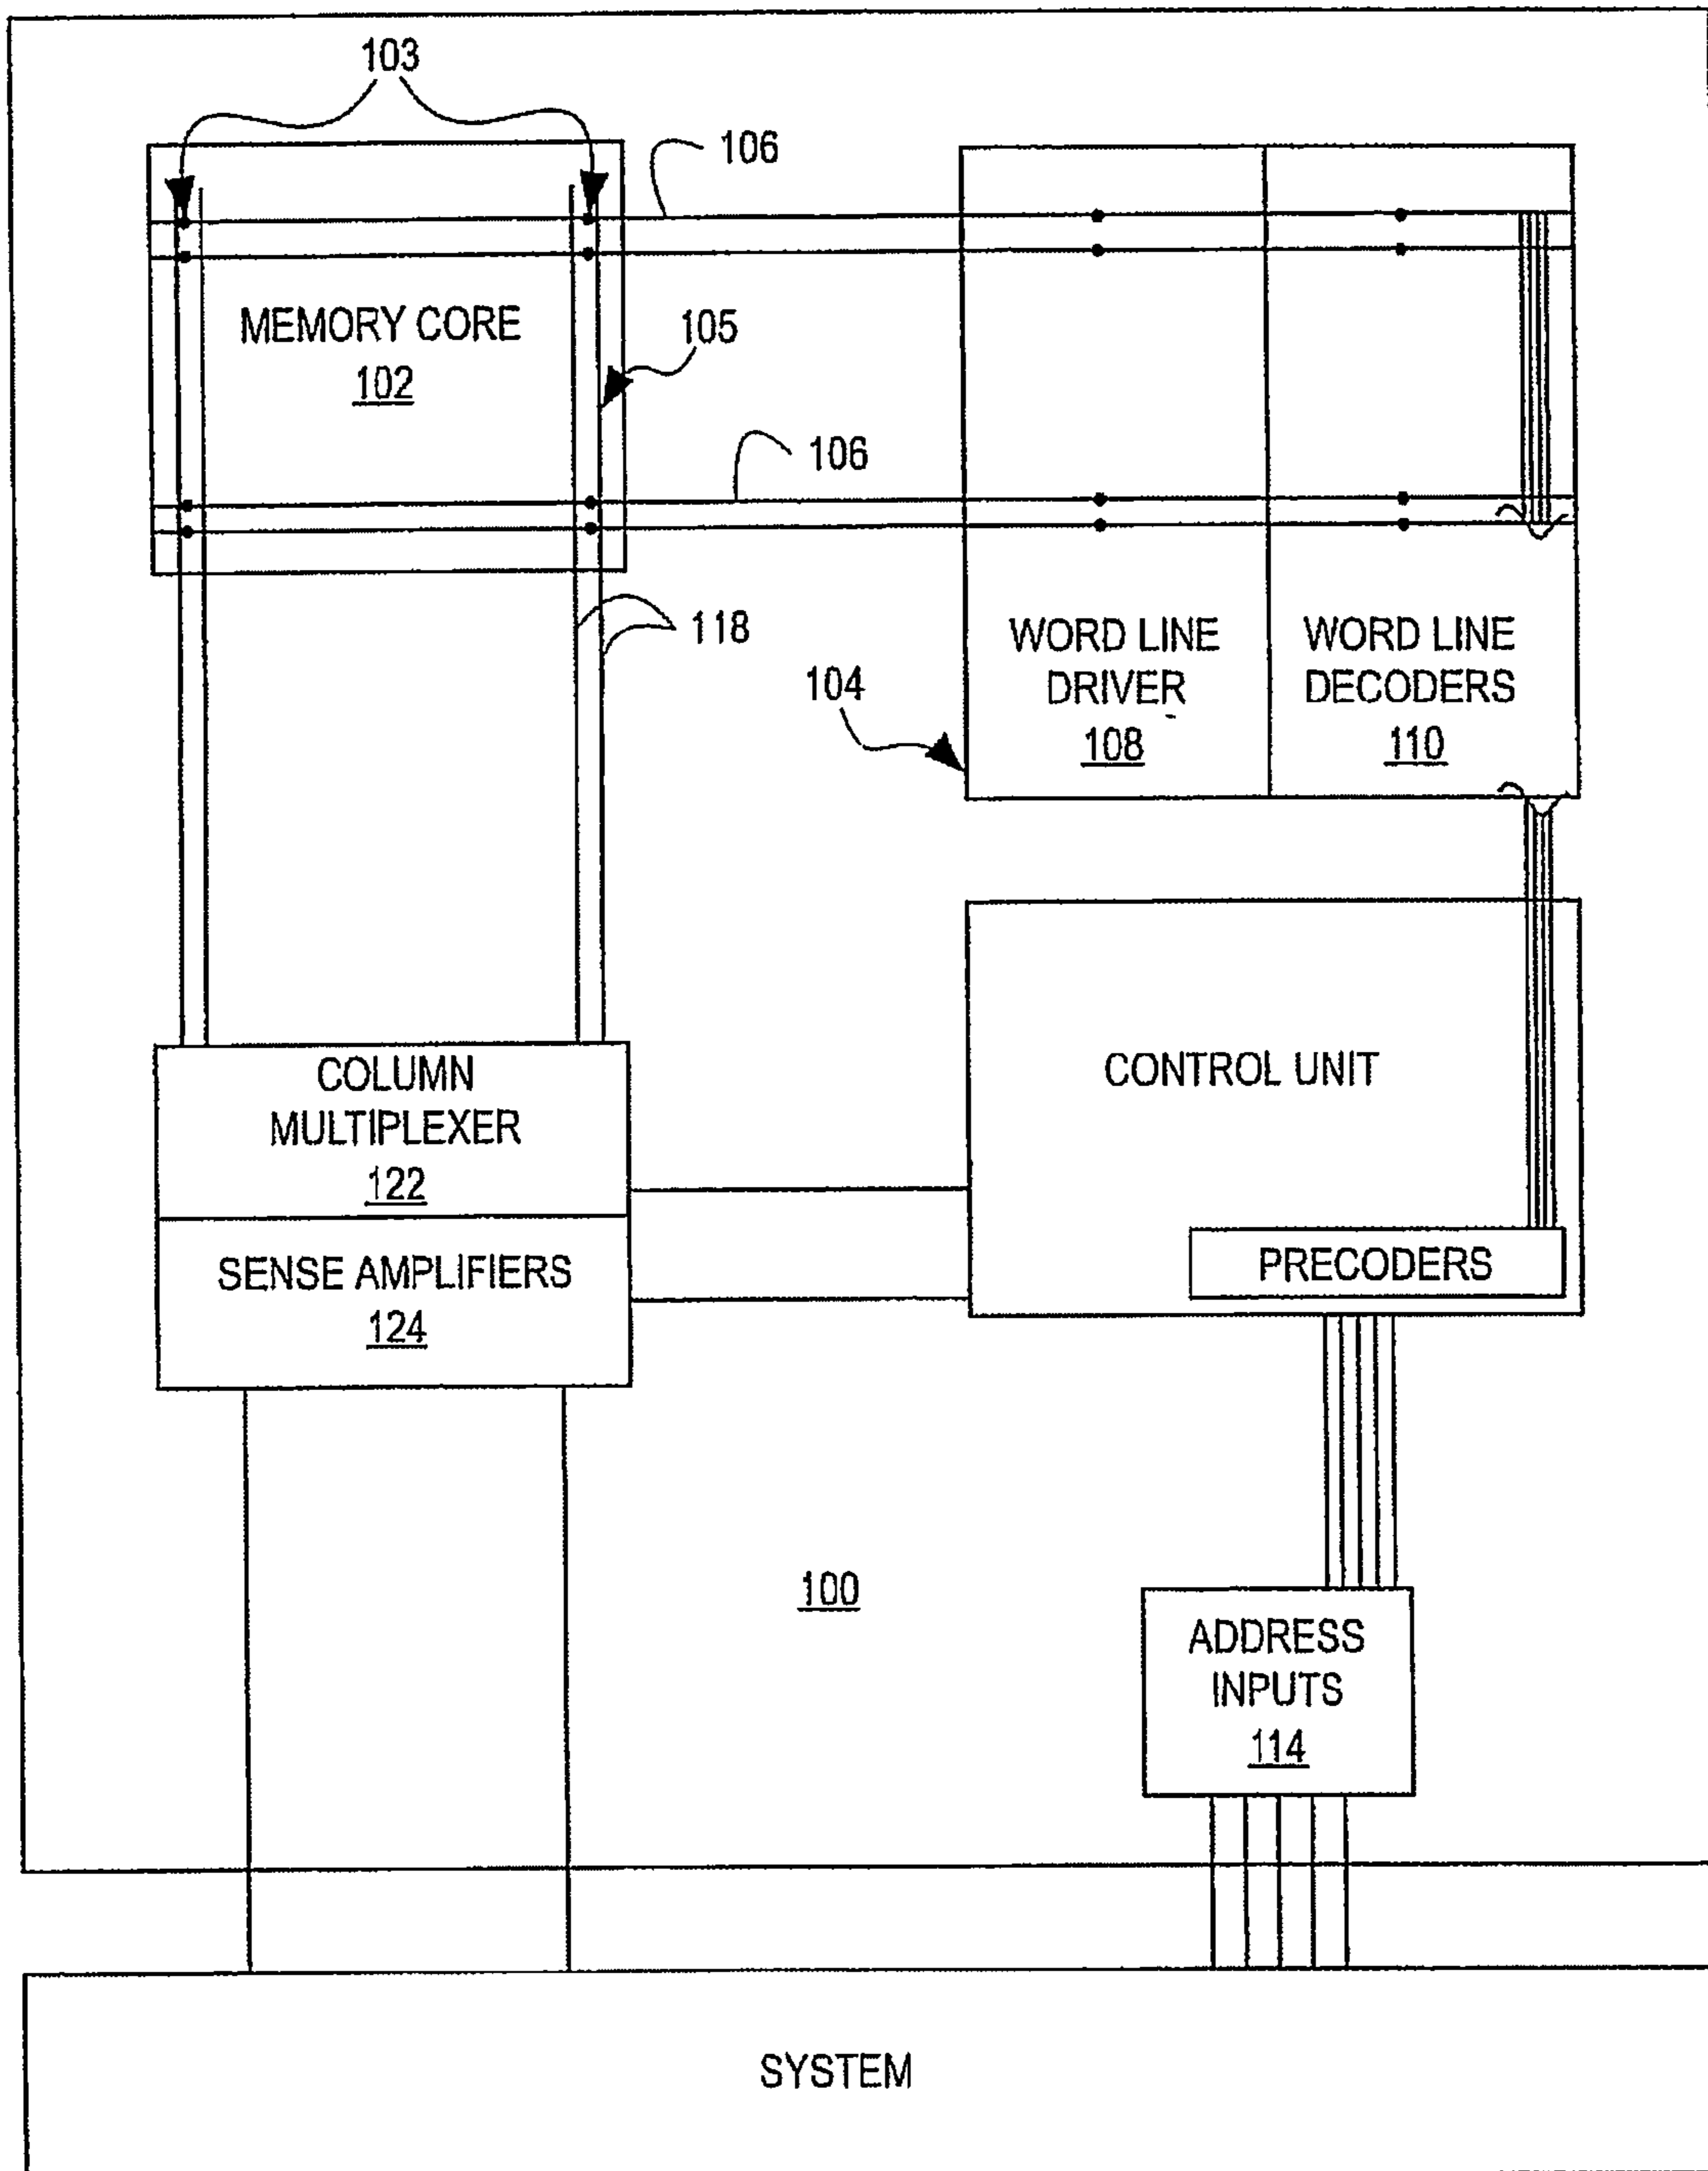 103
106
MEMORY CORE
102
105
106
118
WORD LINE
DRIVER
108
WORD LINE
DECODERS
110
104
CONTROL UNIT
COLUMN
MULTIPLEXER
122
PRECODERS
SENSE AMPLIFIERS
124
100
ADDRESS
INPUTS
114
SYSTEM